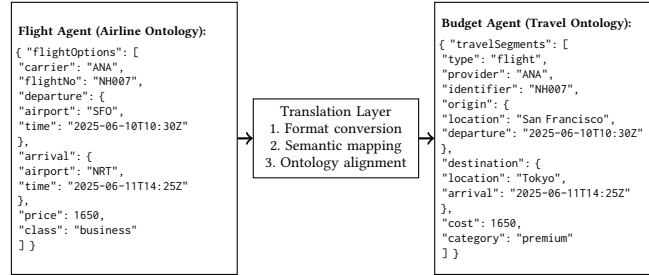 Flight Agent (Airline Ontology):
{ "flightOptions": [
"carrier": "ANA",
"flightNo": "NH007",
"departure": {
"airport": "SFO",
"time": "2025-06-10T10:30Z"
},
"arrival": {
"airport": "NRT",
"time": "2025-06-11T14:25Z"
},
"price": 1650,
"class": "business"
] }
Translation Layer
1. Format conversion
2. Semantic mapping
3. Ontology alignment
Budget Agent (Travel Ontology):
{ "travelSegments": [
"type": "flight",
"provider": "ANA",
"identifier": "NH007",
"origin": {
"location": "San Francisco",
"departure": "2025-06-10T10:30Z"
},
"destination": {
"location": "Tokyo",
"arrival": "2025-06-11T14:25Z"
},
"cost": 1650,
"category": "premium"
] }